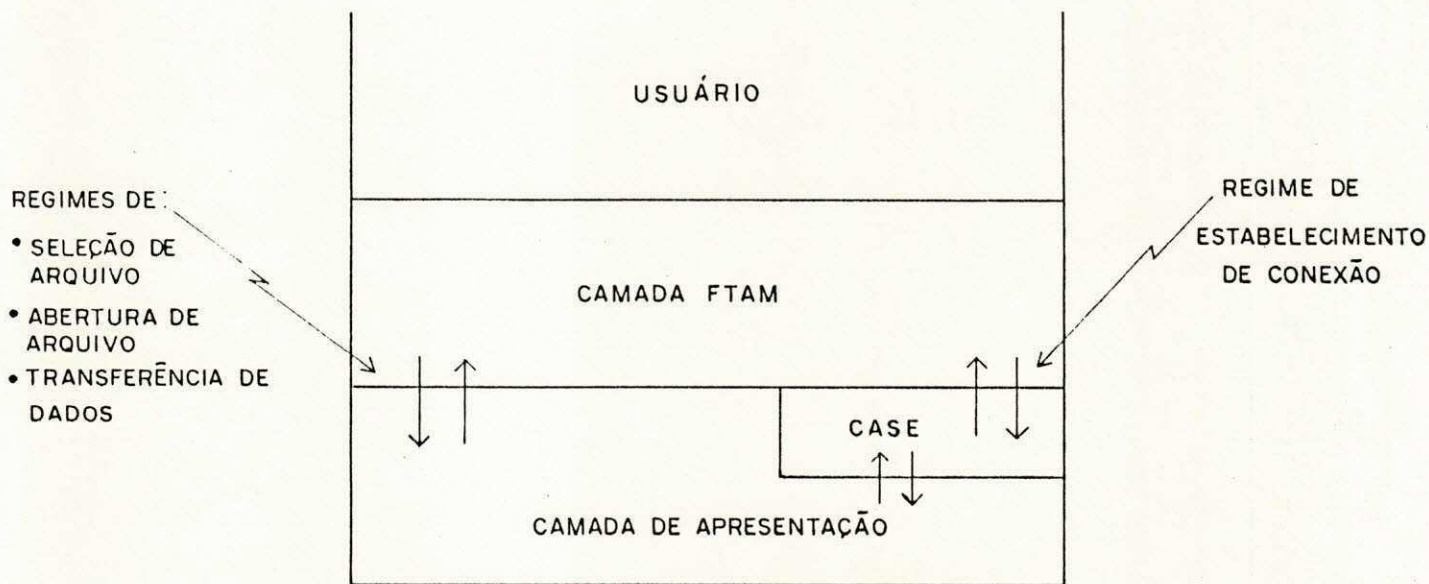 USUÁRIO
REGIMES DE:
• SELEÇÃO DE
ARQUIVO
• ABERTURA DE
ARQUIVO
• TRANSFERÊNCIA DE
DADOS
CAMADA FTAM
REGIME DE
ESTABELECIMENTO
DE CONEXÃO
CASE
CAMADA DE APRESENTAÇÃO